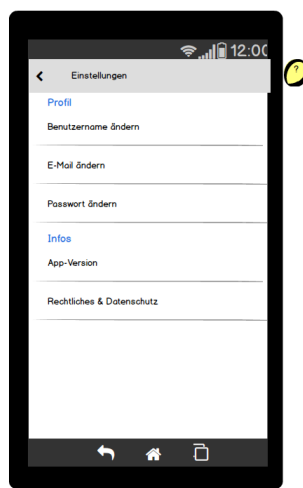 12:00
Einstellungen
?
Profil
Benutzername ändern
E-Mail ändern
Passwort ändern
Infos
App-Version
Rechtliches & Datenschutz